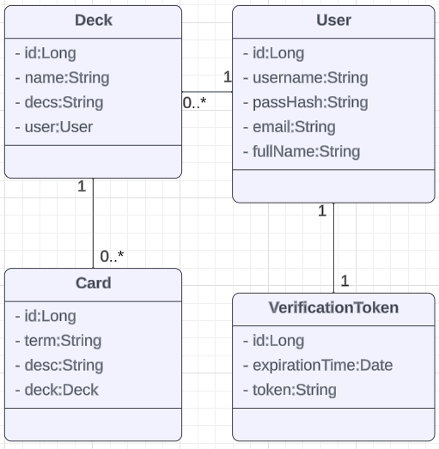 Deck
- id:Long
- name:String
- decs:String
- user:User
User
- id:Long
- username:String
- passHash:String
- email:String
- fullName:String
1
0..*
1
0..*
1
1
Card
- id:Long
- term:String
- desc:String
- deck:Deck
VerificationToken
- id:Long
- expirationTime:Date
- token:String